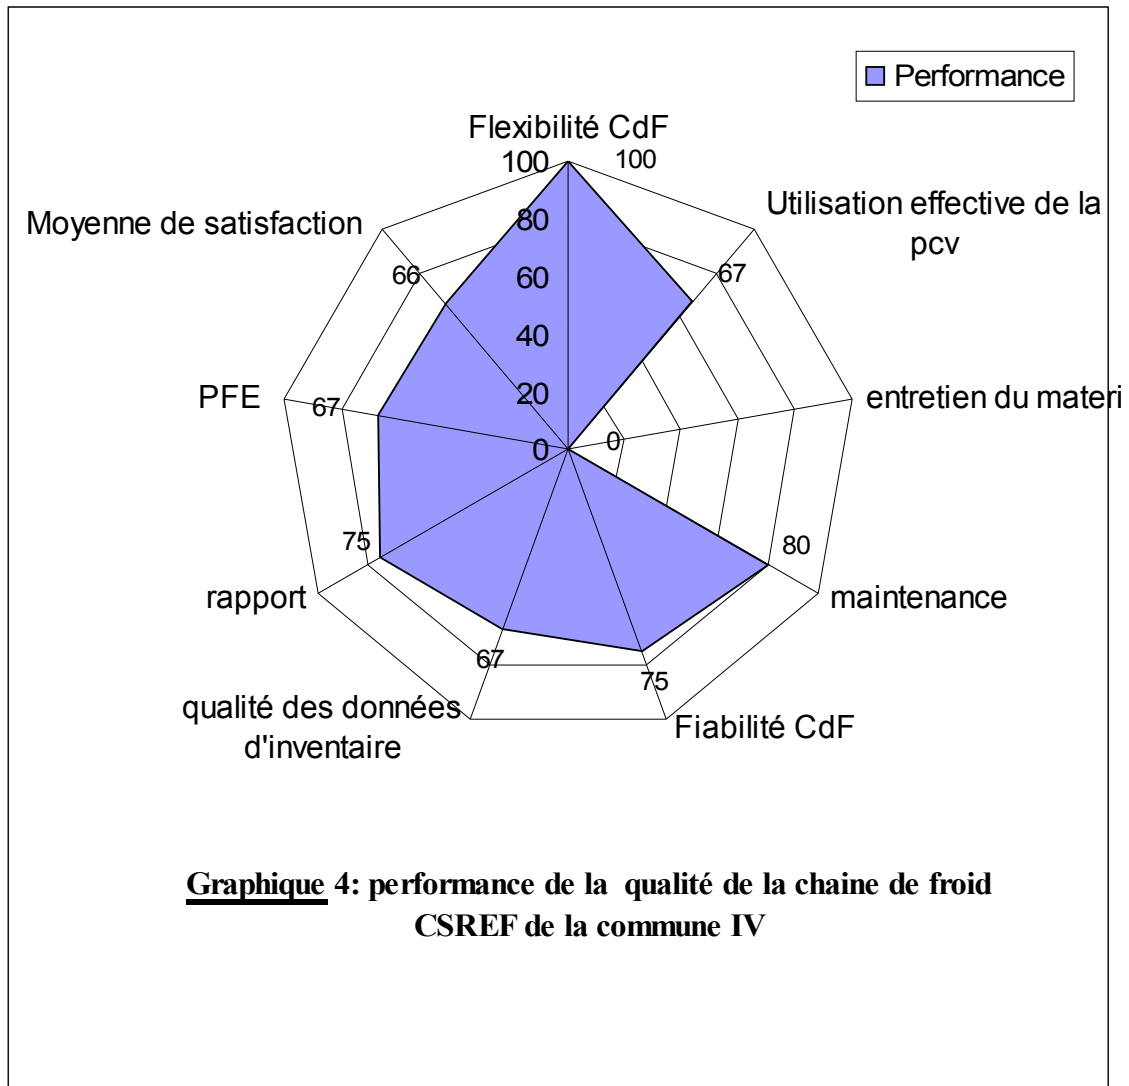 Performance
Flexibilité CdF
100
100
Utilisation effective de la
pcv
80
Moyenne de satisfaction
66
67
60
40
PFE
67
entretien du materi
20
0
0
75
80
rapport
maintenance
67
75
qualité des données
d'inventaire
Fiabilité CdF
Graphique 4: performance de la qualité de la chaine de froid
CSREF de la commune IV